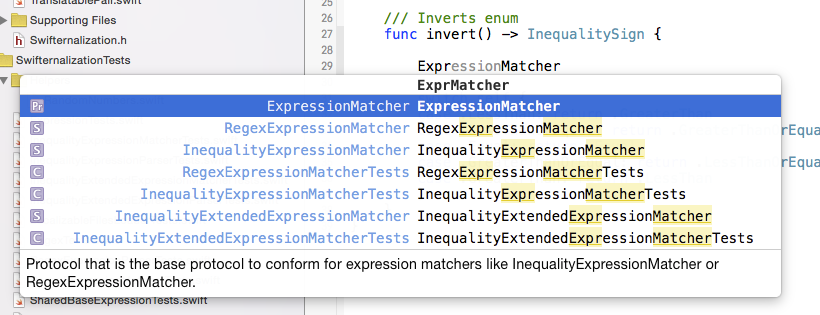 TranslatablePair.swift
Supporting Files
Swifternalization.h
SwifternalizationTests
SharedBaseExpressionTests.swift
25
26 /// Inverts enum
27 func invert() -> InequalitySign {
28
29 ExpressionMatcher
ExprMatcher
Pr ExpressionMatcher ExpressionMatcher
S RegexExpressionMatcher RegexExpressionMatcher
S InequalityExpressionMatcher InequalityExpressionMatcher
C RegexExpressionMatcherTests RegexExpressionMatcherTests
C InequalityExpressionMatcherTests InequalityExpressionMatcherTests
S InequalityExtendedExpressionMatcher InequalityExtendedExpressionMatcher
C InequalityExtendedExpressionMatcherTests InequalityExtendedExpressionMatcherTests
Protocol that is the base protocol to conform for expression matchers like InequalityExpressionMatcher or
RegexExpressionMatcher.